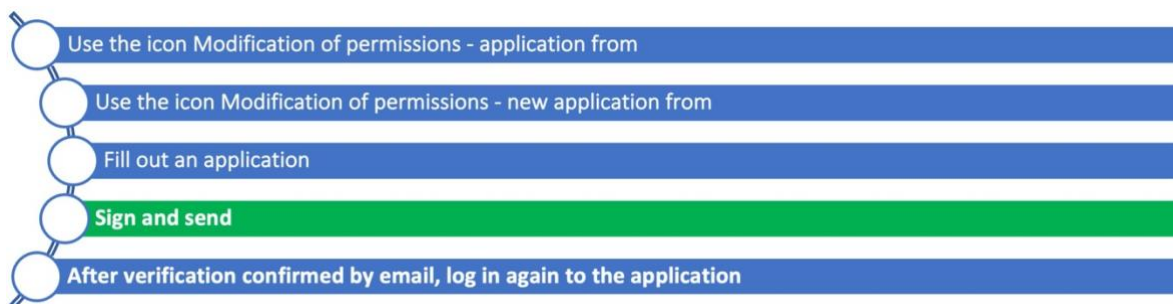 Use the icon Modification of permissions - application from
Use the icon Modification of permissions - new application from
Fill out an application
Sign and send
After verification confirmed by email, log in again to the application